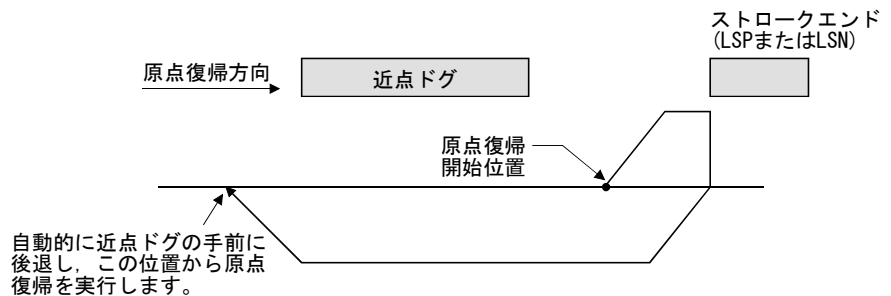 ストロークエンド
(LSPまたはLSN)
原点復帰方向
近点ドグ
原点復帰
開始位置
自動的に近点ドグの手前に
後退し，この位置から原点
復帰を実行します。